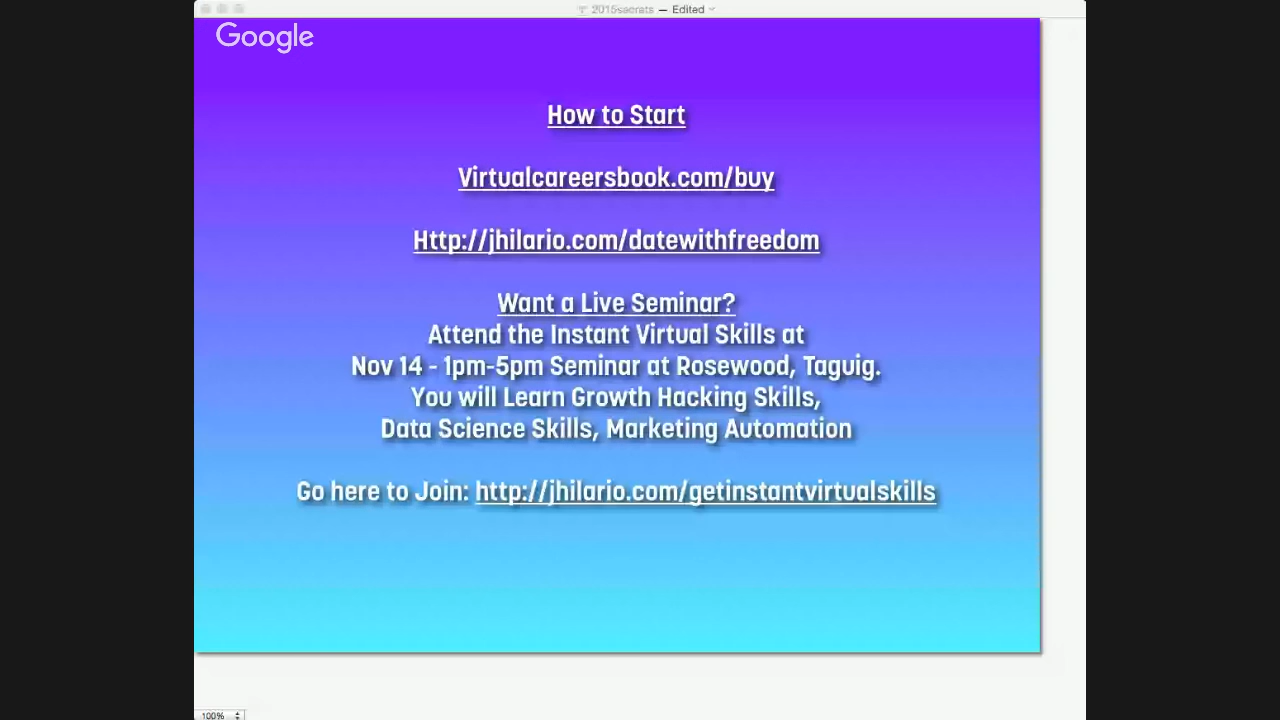 2015secrets — Edited
Google
How to Start
Virtualcareersbook.com/buy
Http://jhilario.com/datewithfreedom
Want a Live Seminar?
Attend the Instant Virtual Skills at
Nov 14 - 1pm-5pm Seminar at Rosewood, Taguig.
You will Learn Growth Hacking Skills,
Data Science Skills, Marketing Automation
Go here to Join: http://jhilario.com/getinstantvirtualskills
100%